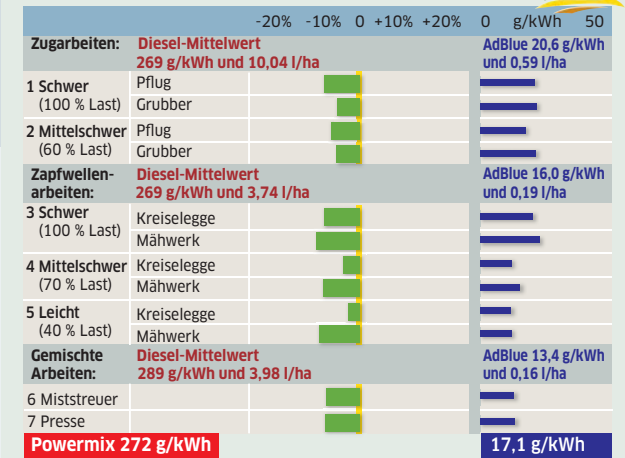 -20% -10% 0 +10% +20% 0 g/kWh 50
Zugarbeiten: Diesel-Mittelwert AdBlue 20,6 g/kWh
269 g/kWh und 10,04 l/ha und 0,59 l/ha
1 Schwer Pflug
(100 % Last) Grubber
2 Mittelschwer Pflug
(60 % Last) Grubber
Zapfwellen- Diesel-Mittelwert AdBlue 16,0 g/kWh
arbeiten: 269 g/kWh und 3,74 l/ha und 0,19 l/ha
3 Schwer Kreiselegge
(100 % Last) Mähwerk
4 Mittelschwer Kreiselegge
(70 % Last) Mähwerk
5 Leicht Kreiselegge
(40 % Last) Mähwerk
Gemischte Diesel-Mittelwert AdBlue 13,4 g/kWh
Arbeiten: 289 g/kWh und 3,98 l/ha und 0,16 l/ha
6 Miststreuer
7 Presse
Powermix 272 g/kWh 17,1 g/kWh